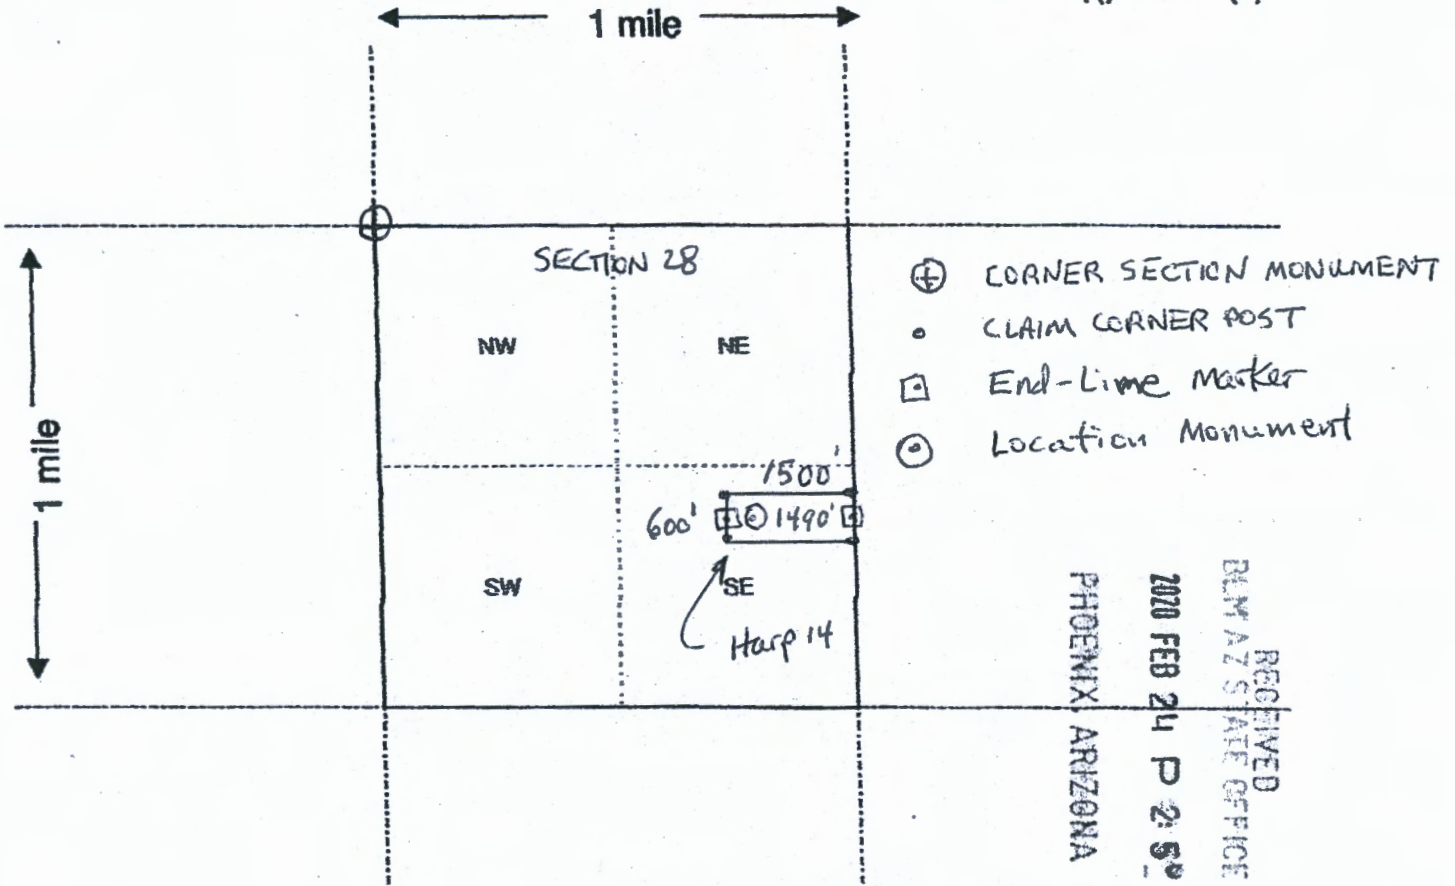 1 mile
SECTION 28
NW
NE
1 mile
SW
SE
1500'
600'
1490'
Harp 14
CORNER SECTION MONUMENT
CLAIM CORNER POST
End-Line Marker
Location Monument
RECEIVED
BLM AZ STATE OFFICE
2020 FEB 24 P 2:5
PHOENIX, ARIZONA